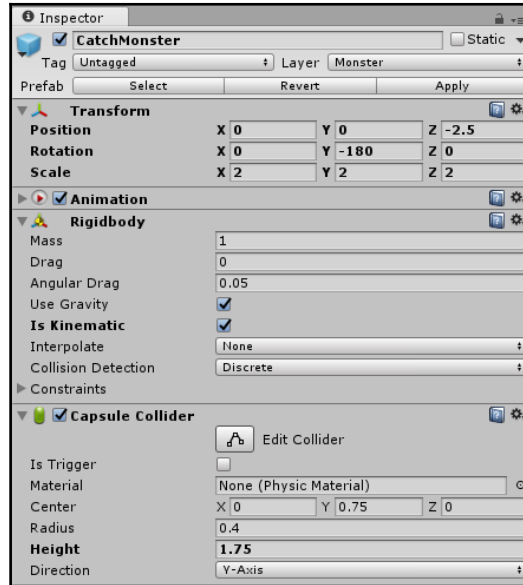 Inspector
CatchMonster Static
Tag Untagged Layer Monster
Prefab Select Revert Apply
Transform
Position X 0 Y 0 Z -2.5
Rotation X 0 Y -180 Z 0
Scale X 2 Y 2 Z 2
Animation
Rigidbody
Mass 1
Drag 0
Angular Drag 0.05
Use Gravity
Is Kinematic
Interpolate None
Collision Detection Discrete
Constraints
Capsule Collider
Edit Collider
Is Trigger
Material None (Physic Material)
Center X 0 Y 0.75 Z 0
Radius 0.4
Height 1.75
Direction Y-Axis